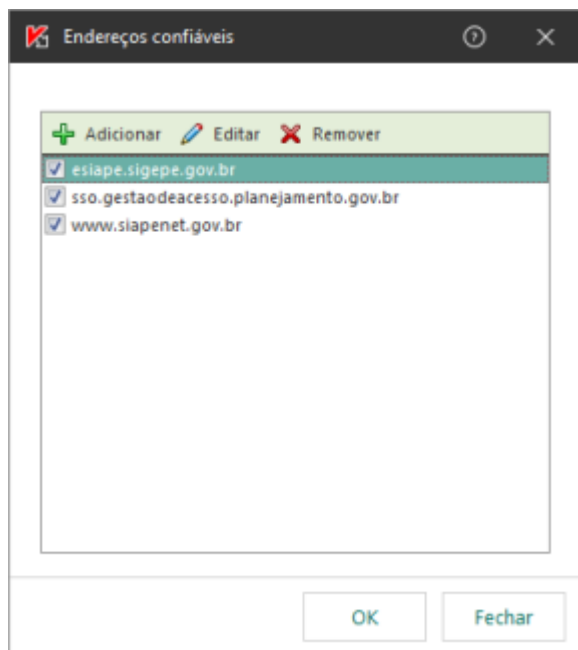 Endereços confiáveis
Adicionar Editar Remover
esiape.sigepe.gov.br
sso.gestaodeacesso.planejamento.gov.br
www.siapenet.gov.br
OK Fechar